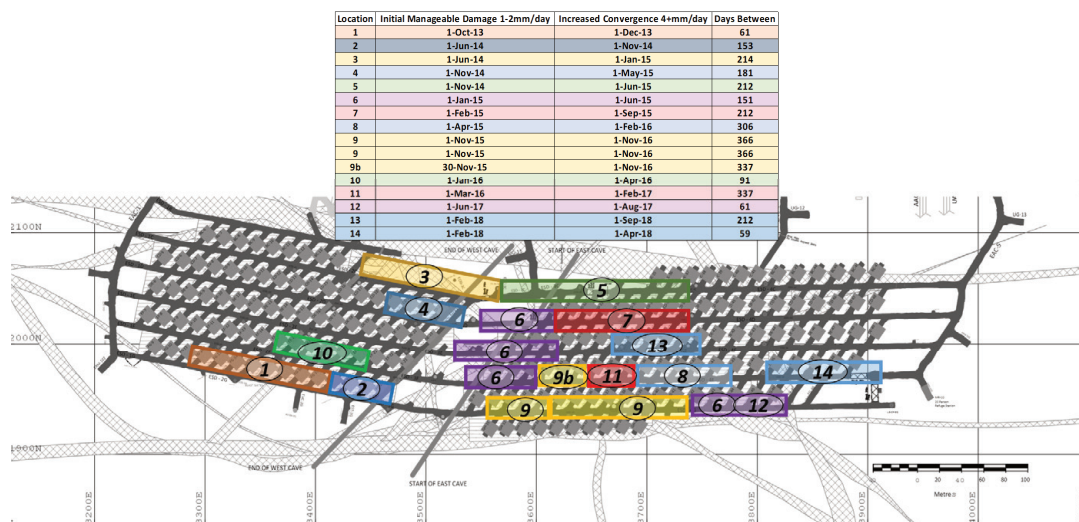 Location Initial Manageable Damage 1-2mm/day Increased Convergence 4+mm/day Days Between
1 1-Oct-13 1-Dec-13 61
2 1-Jun-14 1-Nov-14 153
3 1-Jun-14 1-Jan-15 214
4 1-Nov-14 1-May-15 181
5 1-Nov-14 1-Jun-15 212
6 1-Jan-15 1-Jun-15 151
7 1-Feb-15 1-Sep-15 212
8 1-Apr-15 1-Feb-16 306
9 1-Nov-15 1-Nov-16 366
9 1-Nov-15 1-Nov-16 366
9b 30-Nov-15 1-Nov-16 337
10 1-Jan-16 1-Apr-16 91
11 1-Mar-16 1-Feb-17 337
12 1-Jun-17 1-Aug-17 61
13 1-Feb-18 1-Sep-18 212
14 1-Feb-18 1-Apr-18 59
UG-12
UG-13
2100N
END OF WEST CAVE
START OF EAST CAVE
3
5
4
6
7
2000N
10
6
13
1
2
6
9b
11
8
14
9
9
6
12
1900N
END OF WEST CAVE
START OF EAST CAVE
0 20 40 60 80 100
Metres